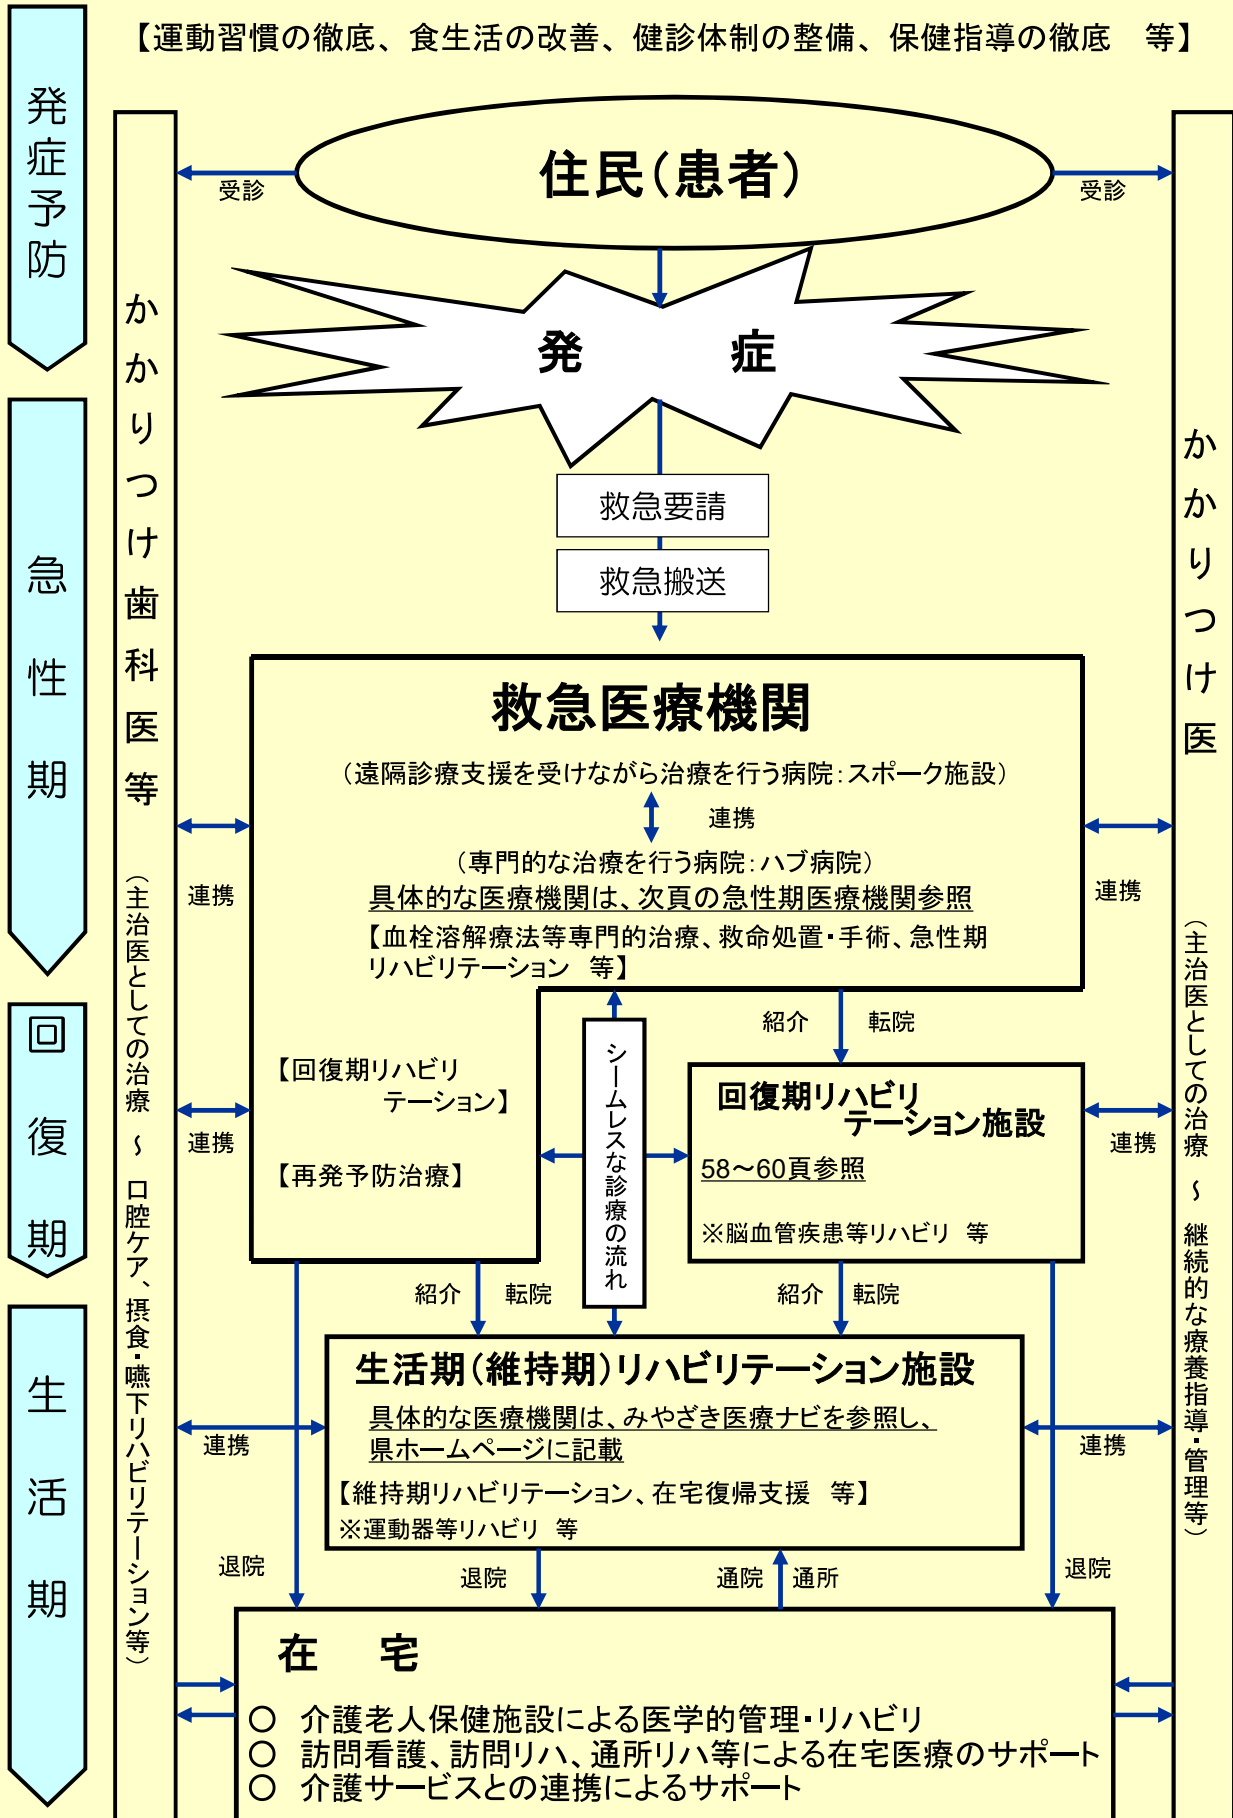 【運動習慣の徹底、食生活の改善、健診体制の整備、保健指導の徹底　等】
発症予防
住民（患者）
受診
受診
発　症
救急要請
救急搬送
急性期
かかりつけ歯科医等
（主治医としての治療 ～ 口腔ケア、摂食・嚥下リハビリテーション等）
かかりつけ医
（主治医としての治療 ～ 継続的な療養指導・管理等）
救急医療機関
（遠隔診療支援を受けながら治療を行う病院：スポーク施設）
連携
（専門的な治療を行う病院：ハブ病院）
具体的な医療機関は、次頁の急性期医療機関参照
【血栓溶解療法等専門的治療、救命処置・手術、急性期
リハビリテーション　等】
連携
連携
回復期
紹介　転院
【回復期リハビリ
テーション】
【再発予防治療】
シームレスな診療の流れ
回復期リハビリ
テーション施設
58～60頁参照
※脳血管疾患等リハビリ　等
連携
連携
紹介　転院
紹介　転院
生活期
生活期（維持期）リハビリテーション施設
具体的な医療機関は、みやざき医療ナビを参照し、
県ホームページに記載
【維持期リハビリテーション、在宅復帰支援　等】
※運動器等リハビリ　等
連携
連携
退院
退院
通院　通所
退院
在　宅
○　介護老人保健施設による医学的管理・リハビリ
○　訪問看護、訪問リハ、通所リハ等による在宅医療のサポート
○　介護サービスとの連携によるサポート